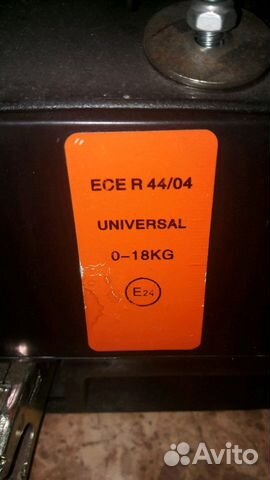 ECE R 44/04
UNIVERSAL
0-18KG
E24
Avito